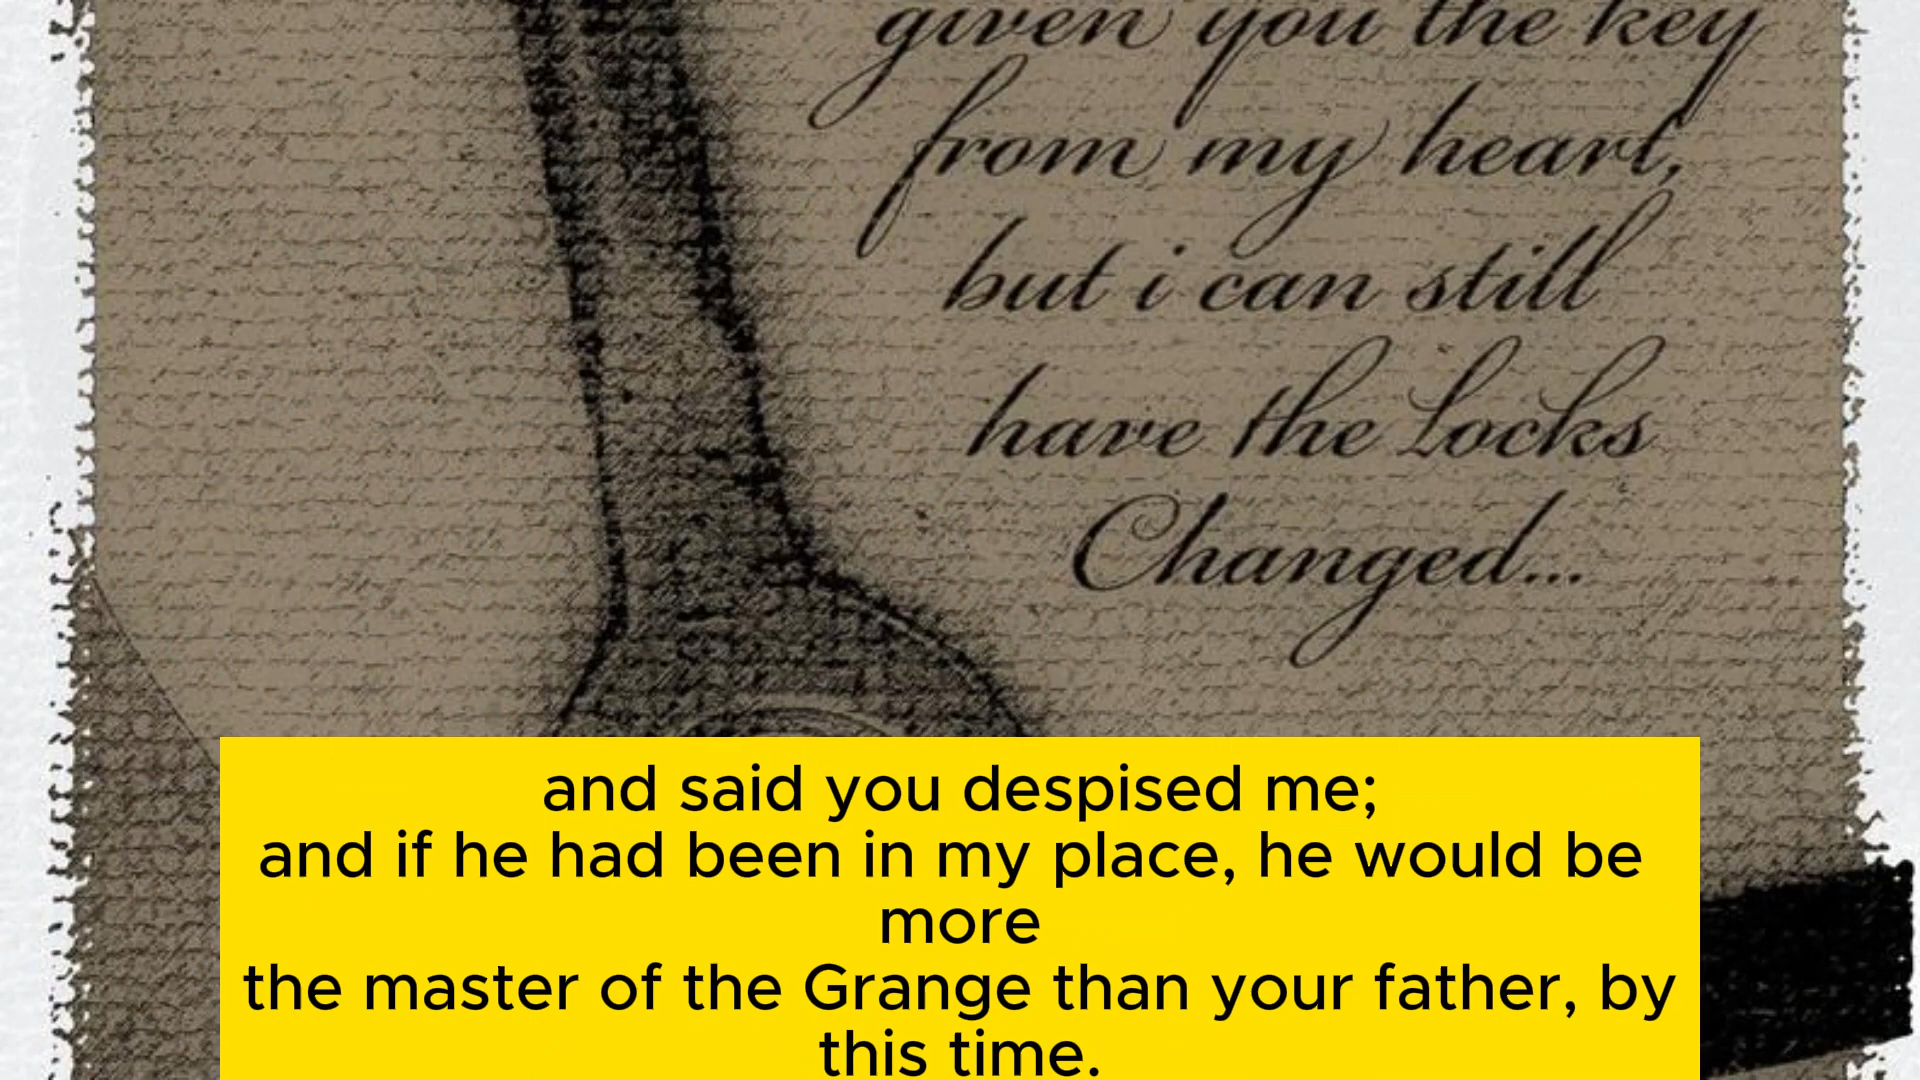 given you the key
from my heart,
but i can still
have the Locks
Changed...
and said you despised me;
and if he had been in my place, he would be
more
the master of the Grange than your father, by
this time.